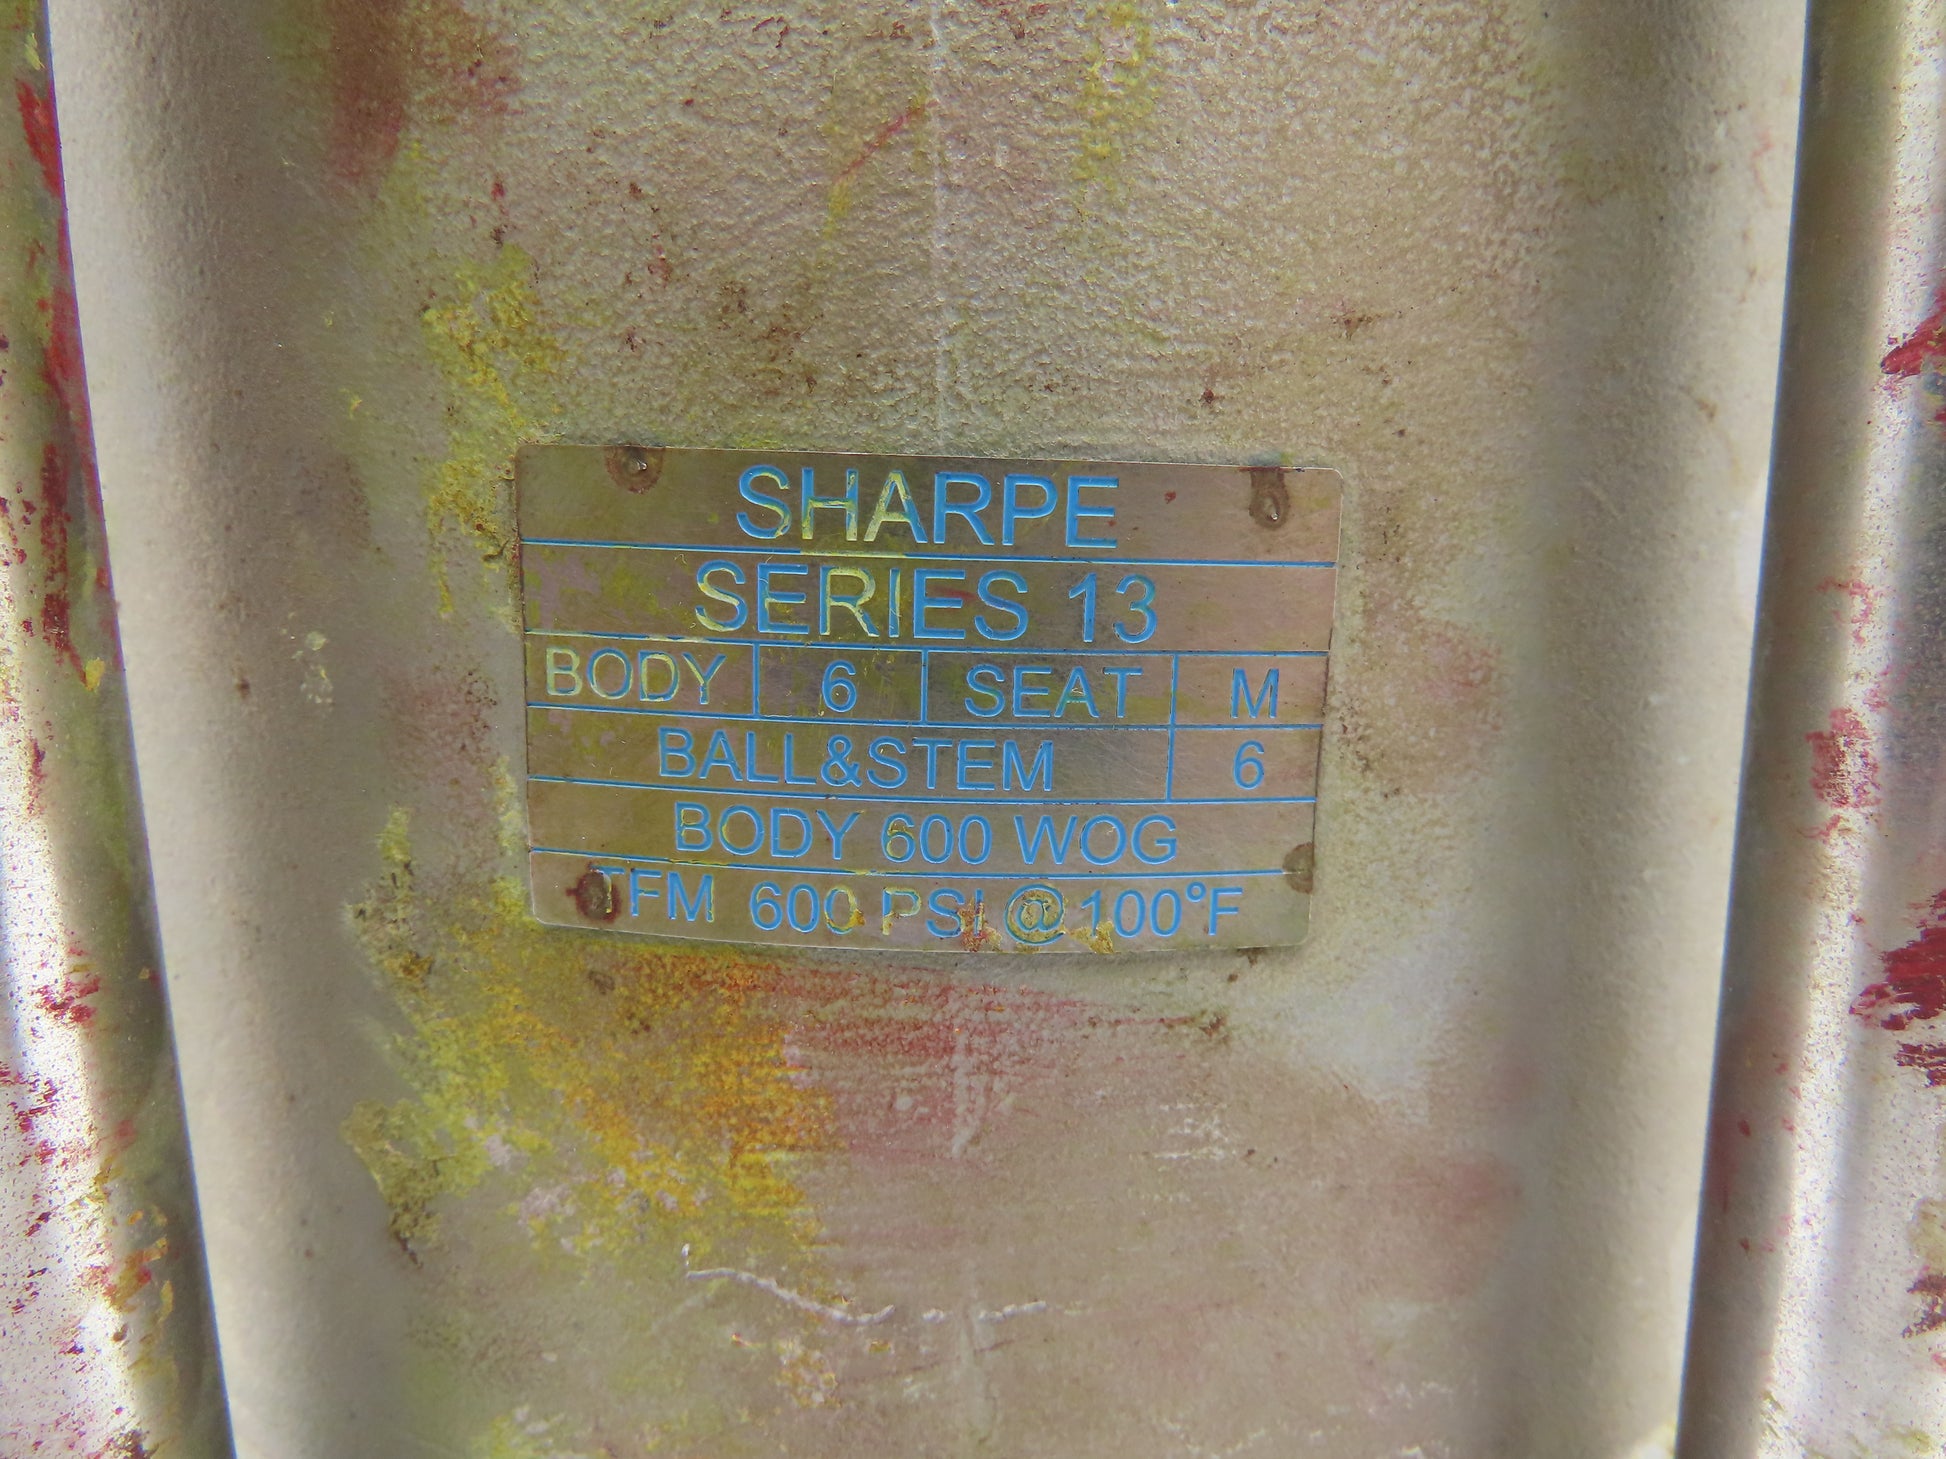 SHARPE
SERIES 13
BODY 6 SEAT M
BALL&STEM 6
BODY 600 WOG
TFM 600 PSI @ 100°F